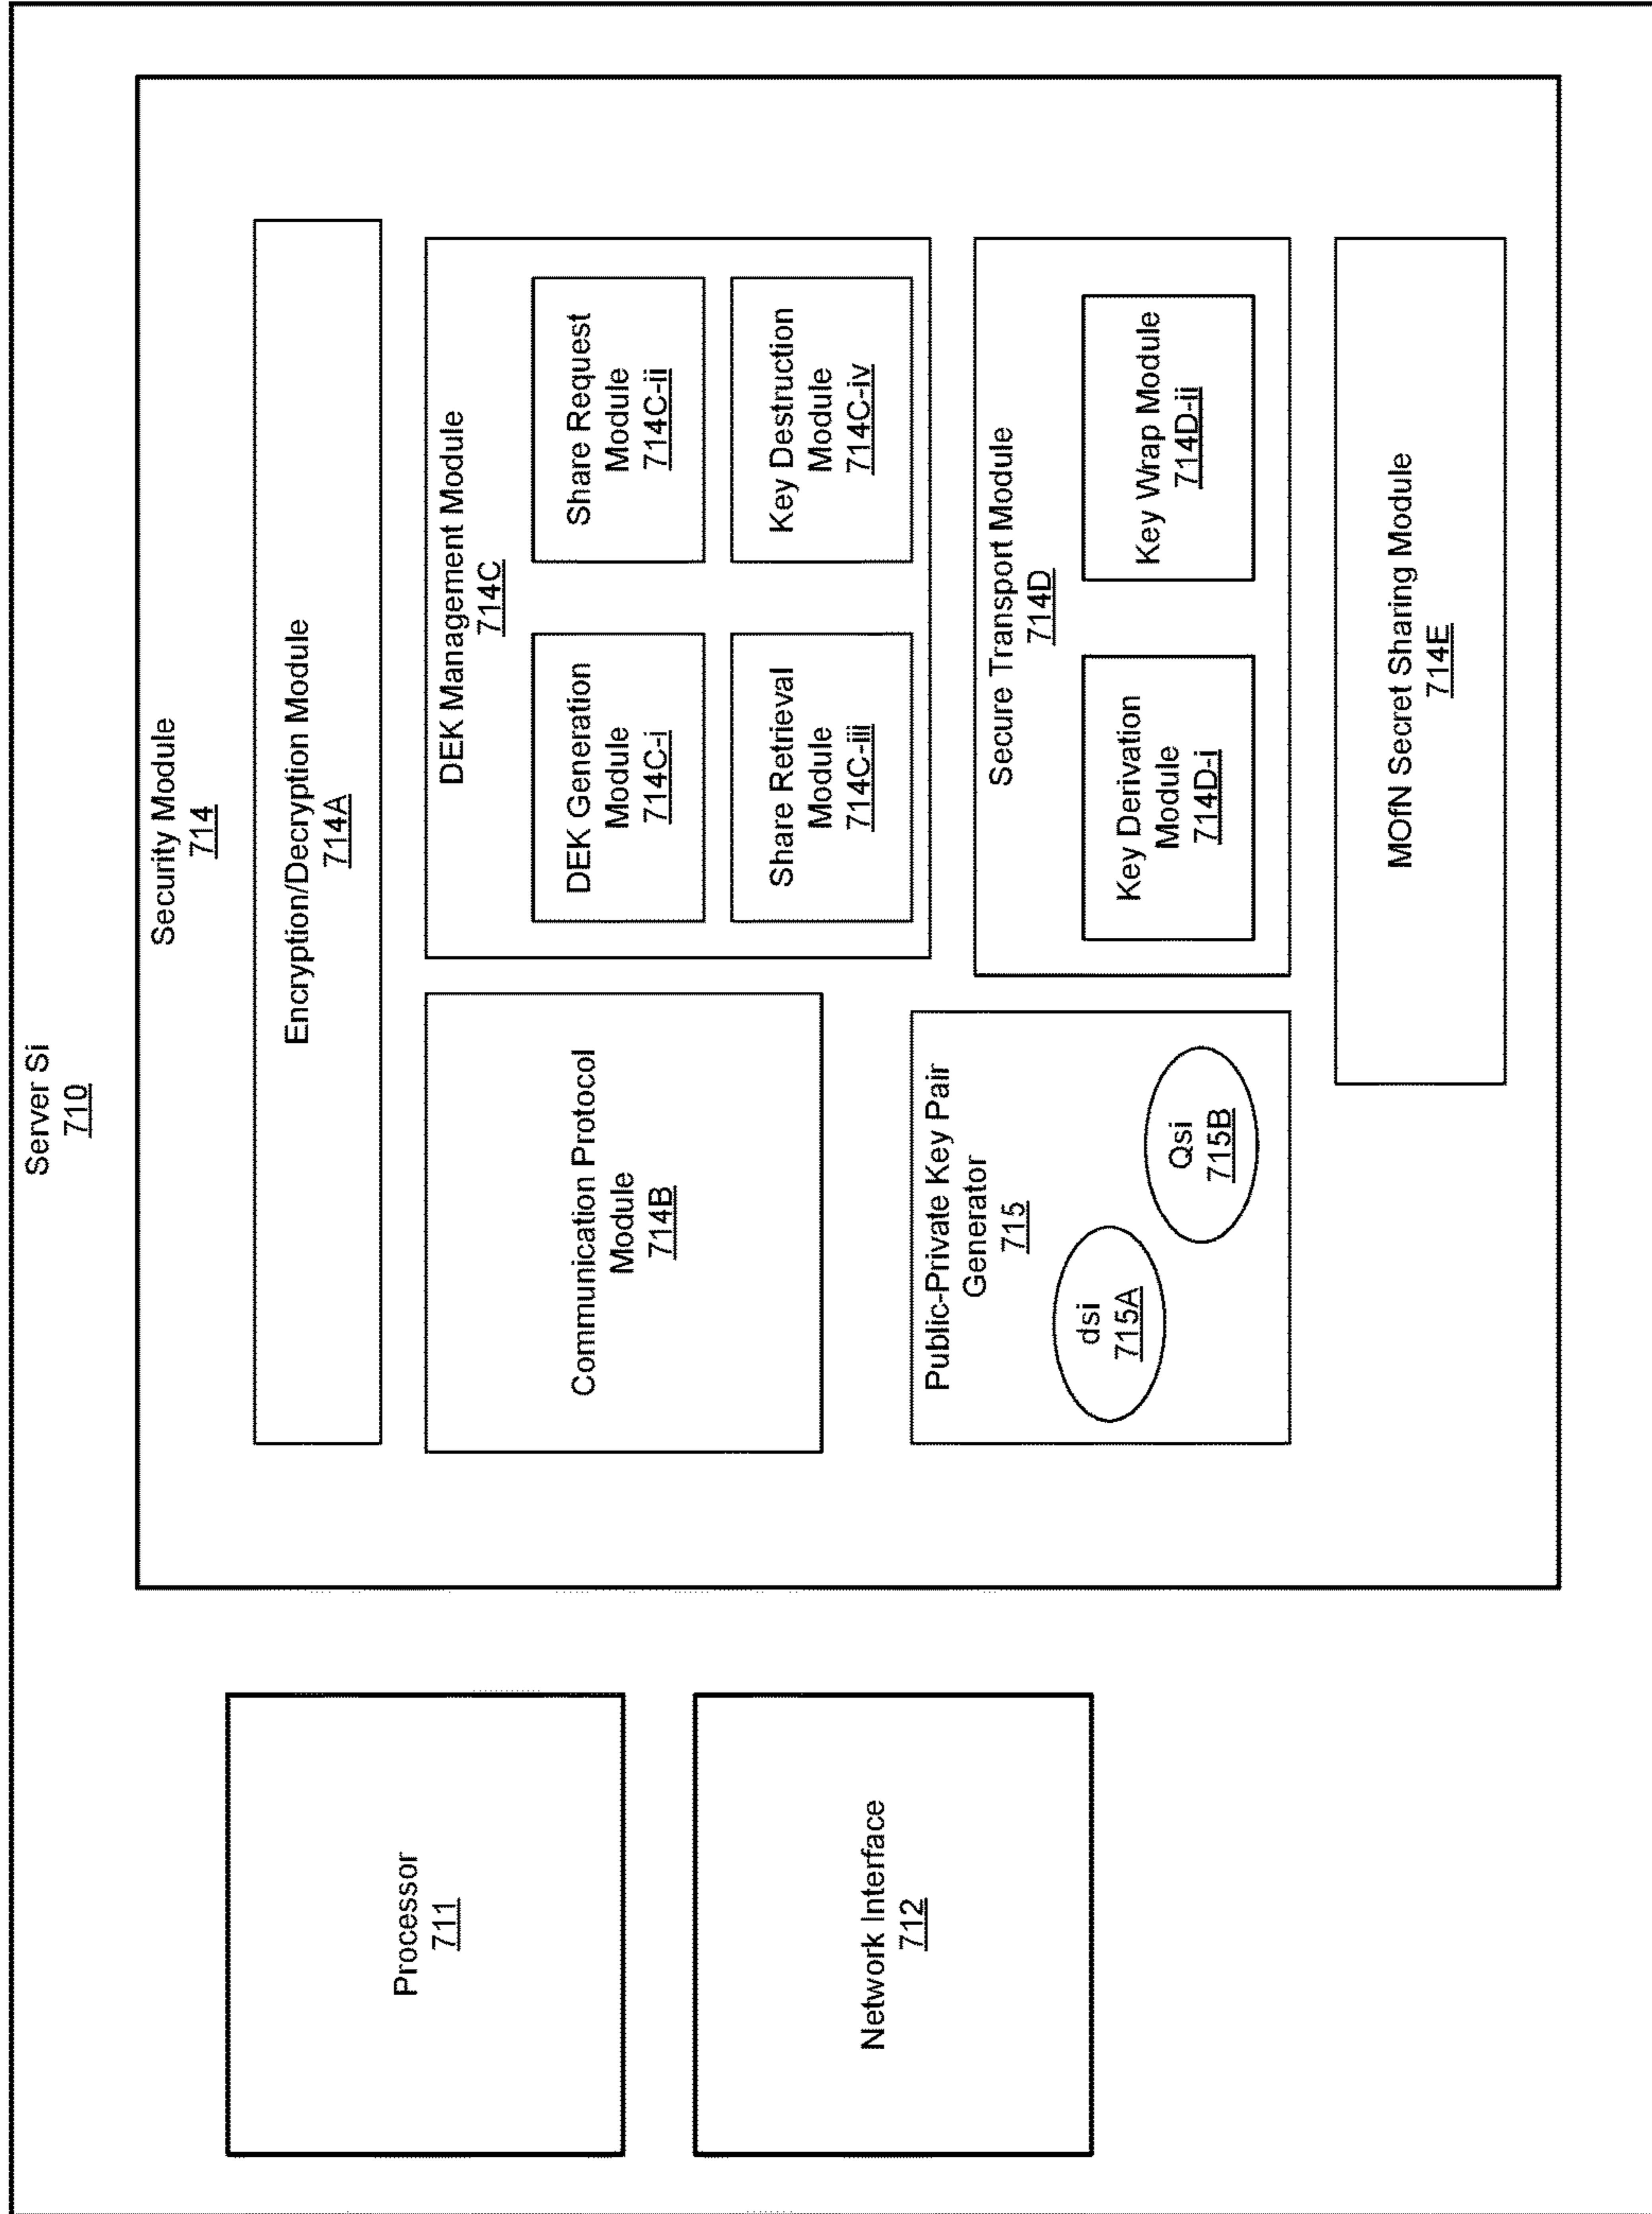 Server Si
710
Processor
711
Network Interface
712
Security Module
714
Encryption/Decryption Module
714A
Communication Protocol
Module
714B
DEK Management Module
714C
DEK Generation
Module
714C-i
Share Request
Module
714C-ii
Share Retrieval
Module
714C-iii
Key Destruction
Module
714C-iv
Public-Private Key Pair
Generator
715
dsi
715A
Qsi
715B
Secure Transport Module
714D
Key Derivation
Module
714D-i
Key Wrap Module
714D-ii
MOfN Secret Sharing Module
714E